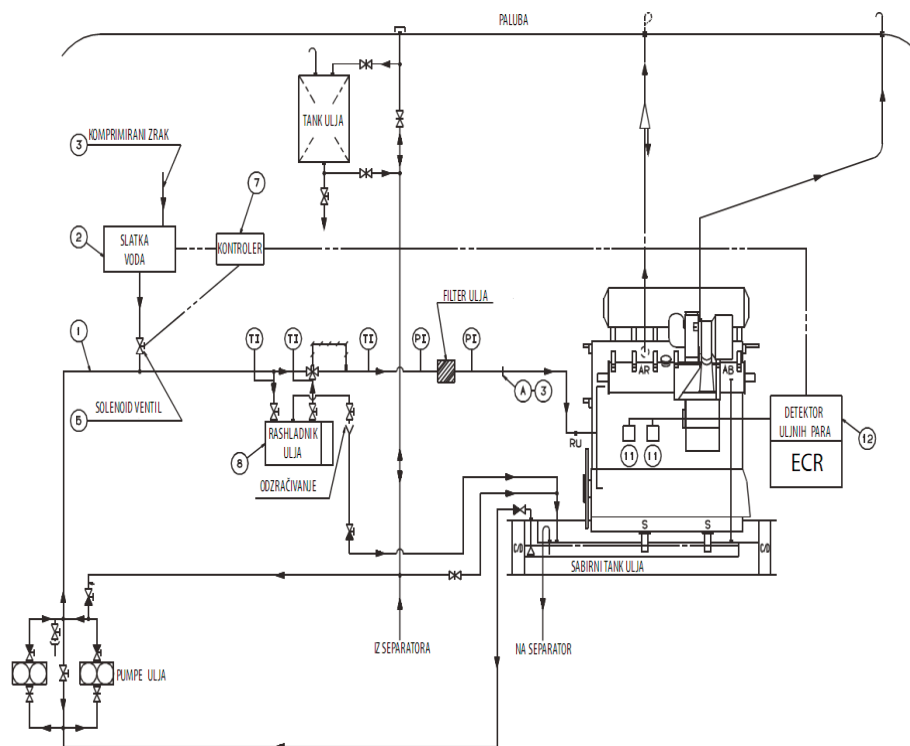 PALUBA
TANK ULJA
3
KOMPRIMIRANI ZRAK
7
2
SLATKA
VODA
KONTROLER
FILTER ULJA
E
1
TI
TI
TI
PI
PI
AR
AB
5
SOLENOID VENTIL
A
3
DETEKTOR
ULJNIH PARA
12
ECR
8
RASHLADNIK
ULJA
RU
11
11
ODZRAČIVANJE
S
S
S
S
SABIRNI TANK ULJA
IZ SEPARATORA
NA SEPARATOR
PUMPE ULJA